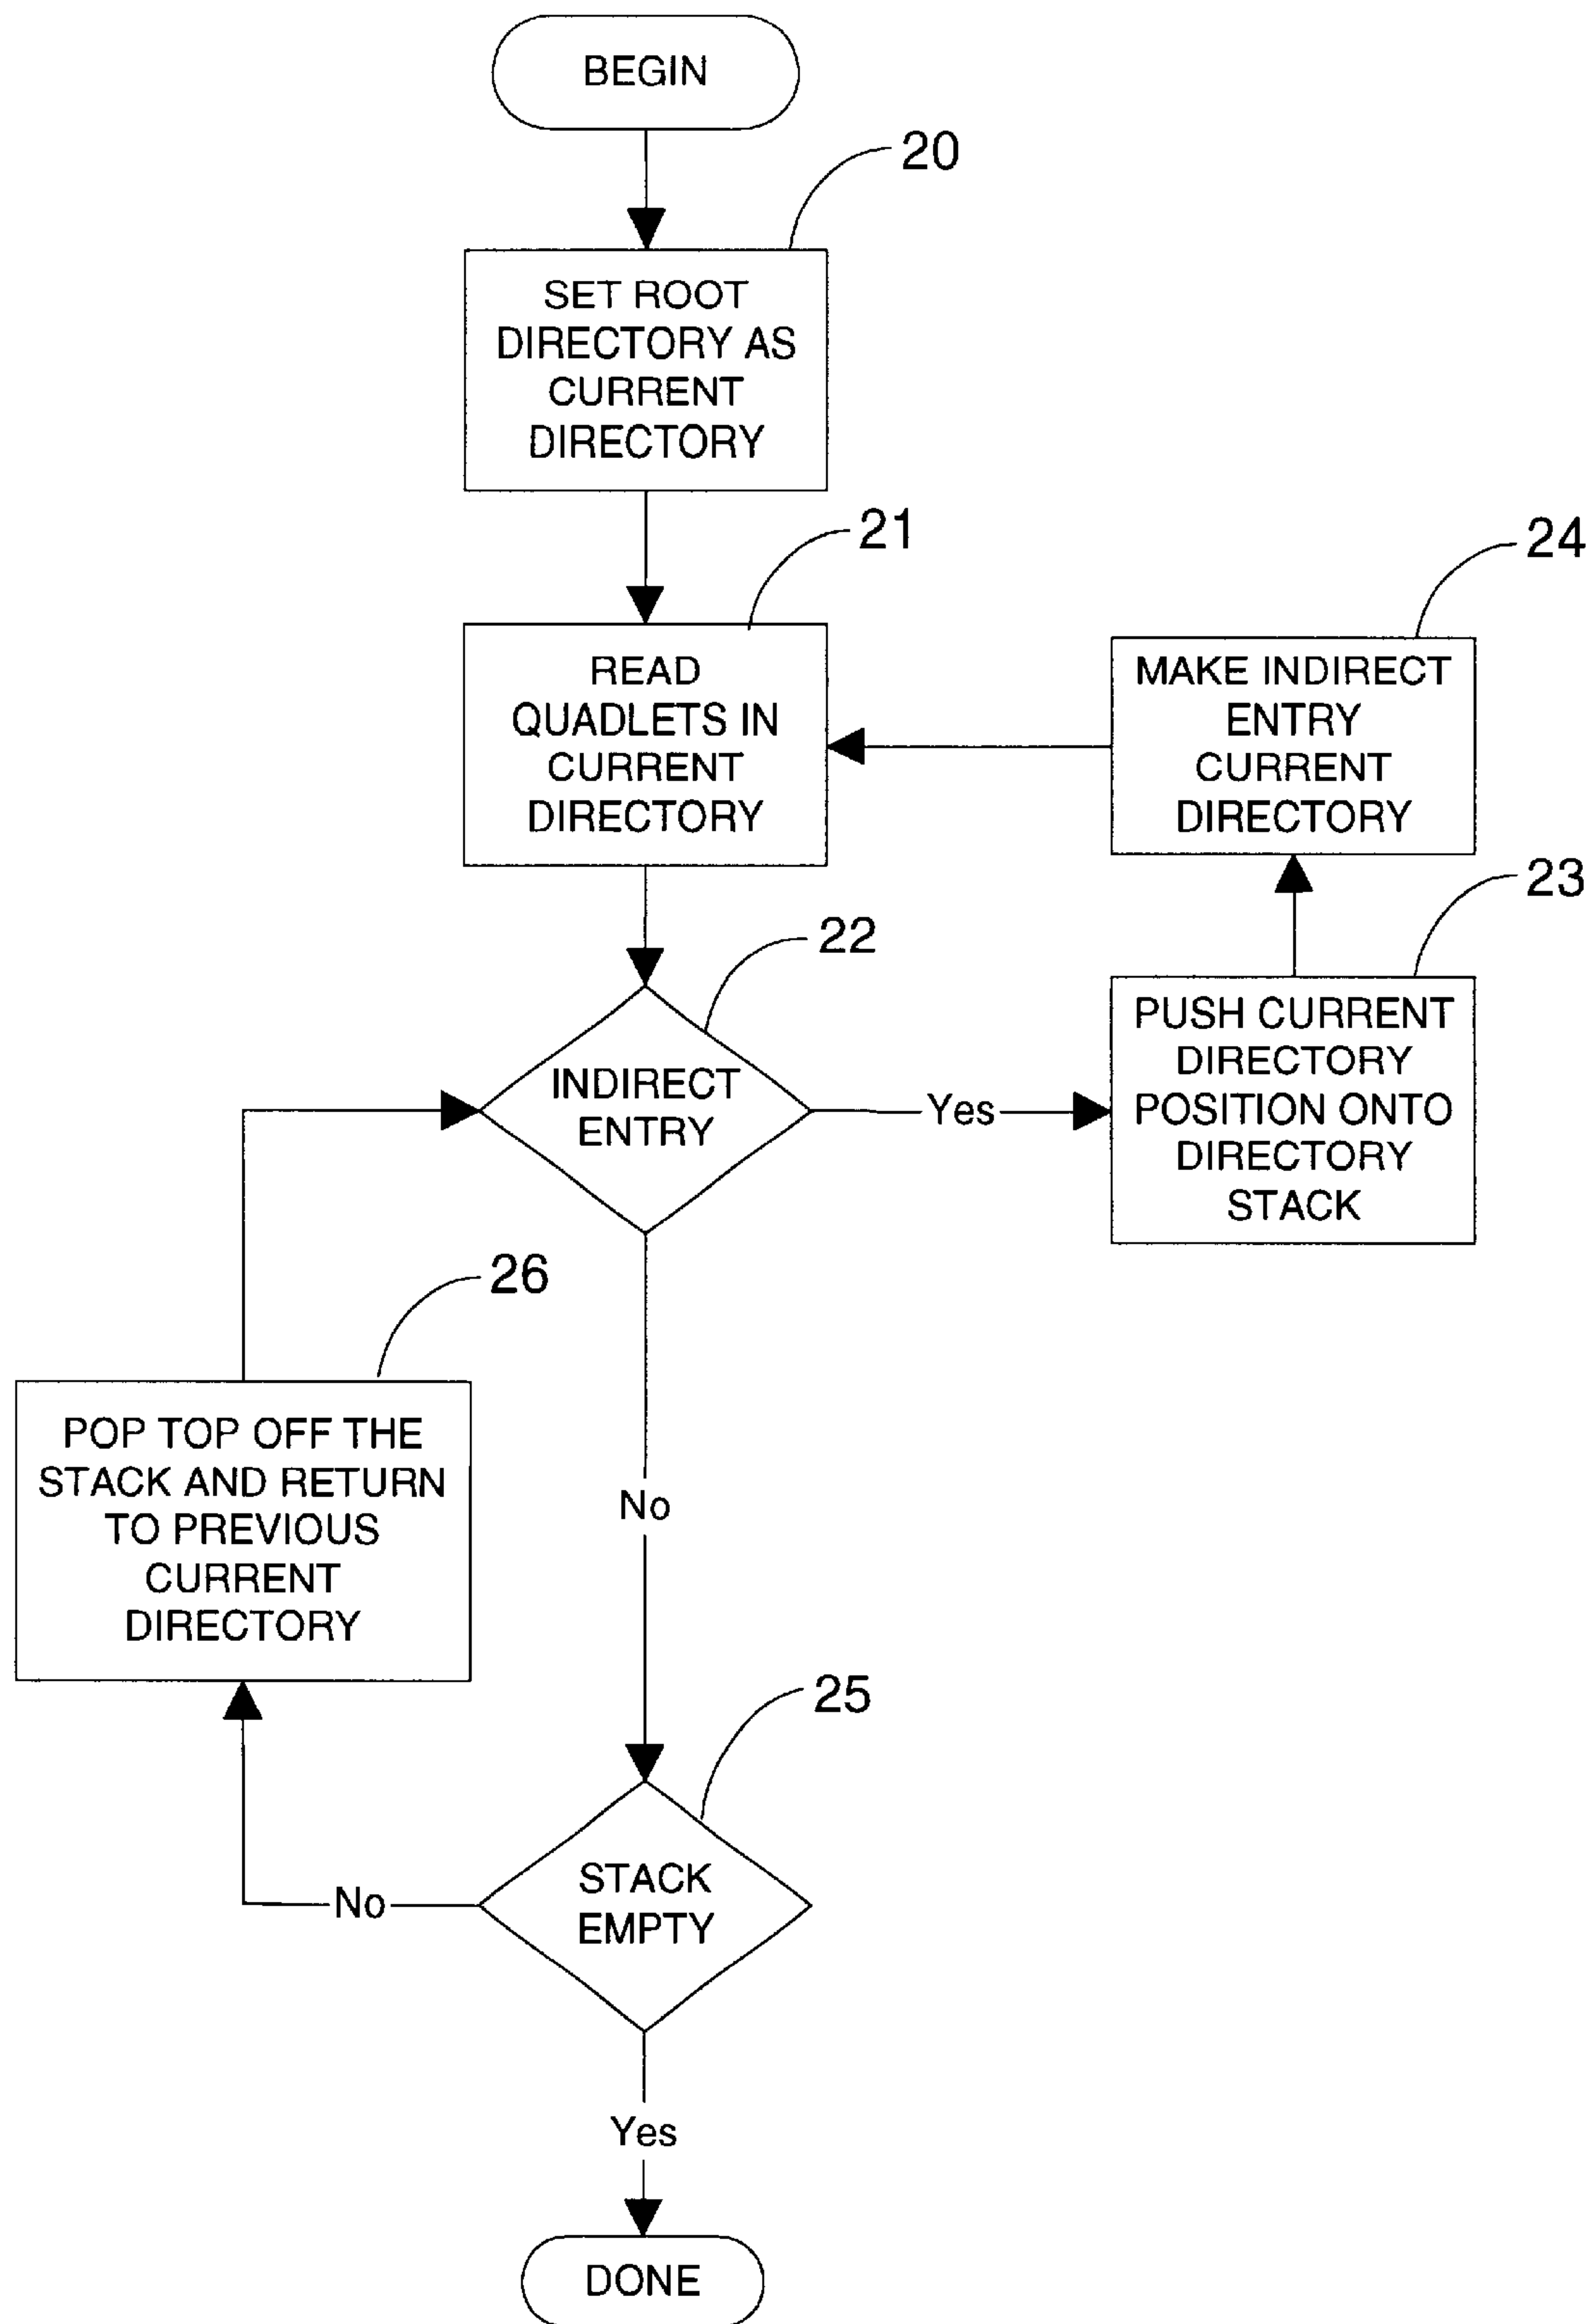 BEGIN
20
SET ROOT
DIRECTORY AS
CURRENT
DIRECTORY
21
READ
QUADLETS IN
CURRENT
DIRECTORY
24
MAKE INDIRECT
ENTRY
CURRENT
DIRECTORY
22
INDIRECT
ENTRY
Yes
23
PUSH CURRENT
DIRECTORY
POSITION ONTO
DIRECTORY
STACK
26
POP TOP OFF THE
STACK AND RETURN
TO PREVIOUS
CURRENT
DIRECTORY
No
25
STACK
EMPTY
No
Yes
DONE